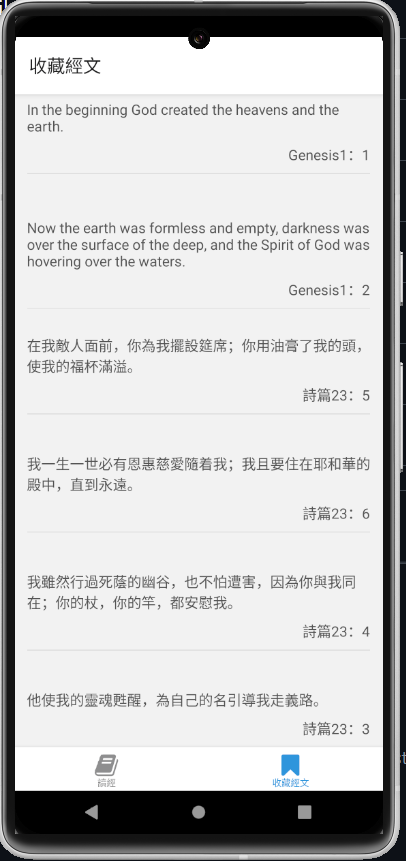 收藏經文
In the beginning God created the heavens and the
earth.
Genesis1：1
Now the earth was formless and empty, darkness was
over the surface of the deep, and the Spirit of God was
hovering over the waters.
Genesis1：2
在我敵人面前，你為我擺設筵席；你用油膏了我的頭，
使我的福杯滿溢。
詩篇23：5
我一生一世必有恩惠慈愛隨着我；我且要住在耶和華的
殿中，直到永遠。
詩篇23：6
我雖然行過死蔭的幽谷，也不怕遭害，因為你與我同
在；你的杖，你的竿，都安慰我。
詩篇23：4
他使我的靈魂甦醒，為自己的名引導我走義路。
詩篇23：3
讀經
收藏經文